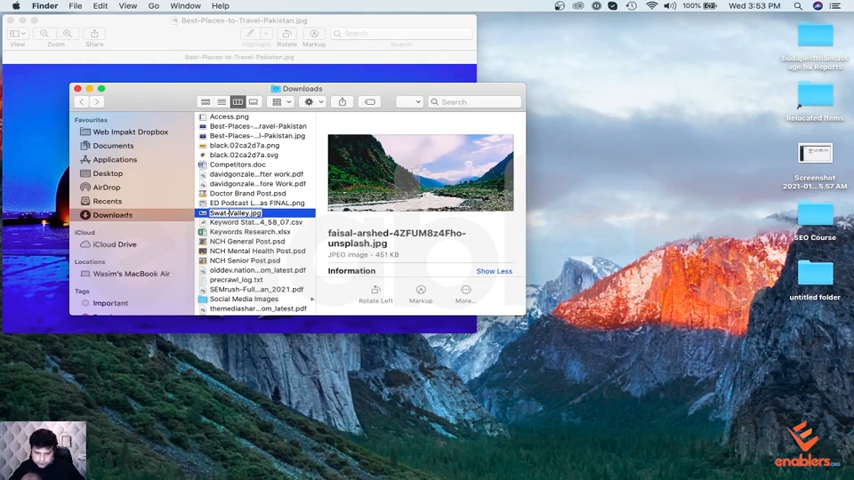 Finder File Edit View Go Window Help 100% Wed 3:53 PM
Best-Places-to-Travel-Pakistan.jpg
View Zoom Share Highlight Rotate Markup Search
Best-Places-to-Travel-Pakistan.jpg
Downloads
Search
Favourites
Web Impakt Dropbox
Documents
Applications
Desktop
AirDrop
Recents
Downloads
iCloud
iCloud Drive
Locations
Wasim's MacBook Air
Tags
Important
Access.png
Best-Places-...ravel-Pakistan
Best-Places-...l-Pakistan.jpg
black.02ca2d7a.png
black.02ca2d7a.svg
Competitors.doc
davidgonzale...fter work.pdf
davidgonzale...fore Work.pdf
Doctor Brand Post.psd
ED Podcast L...as FINAL.png
Swat-Valley.jpg
Keyword Stat...4_58_07.csv
Keywords Research.xlsx
NCH General Post.psd
NCH Mental Health Post.psd
NCH Senior Post.psd
olddev.nation...om_latest.pdf
precrawl_log.txt
SEMrush-Full...an_2021.pdf
Social Media Images
themediashar...om_latest.pdf
faisal-arshed-4ZFUM8z4Fho-
unsplash.jpg
JPEG image - 451 KB
Information Show Less
Rotate Left Markup More...
Relocated Items
Screenshot
2021-01...5.57 AM
SEO Course
untitled folder
enablers.ORG